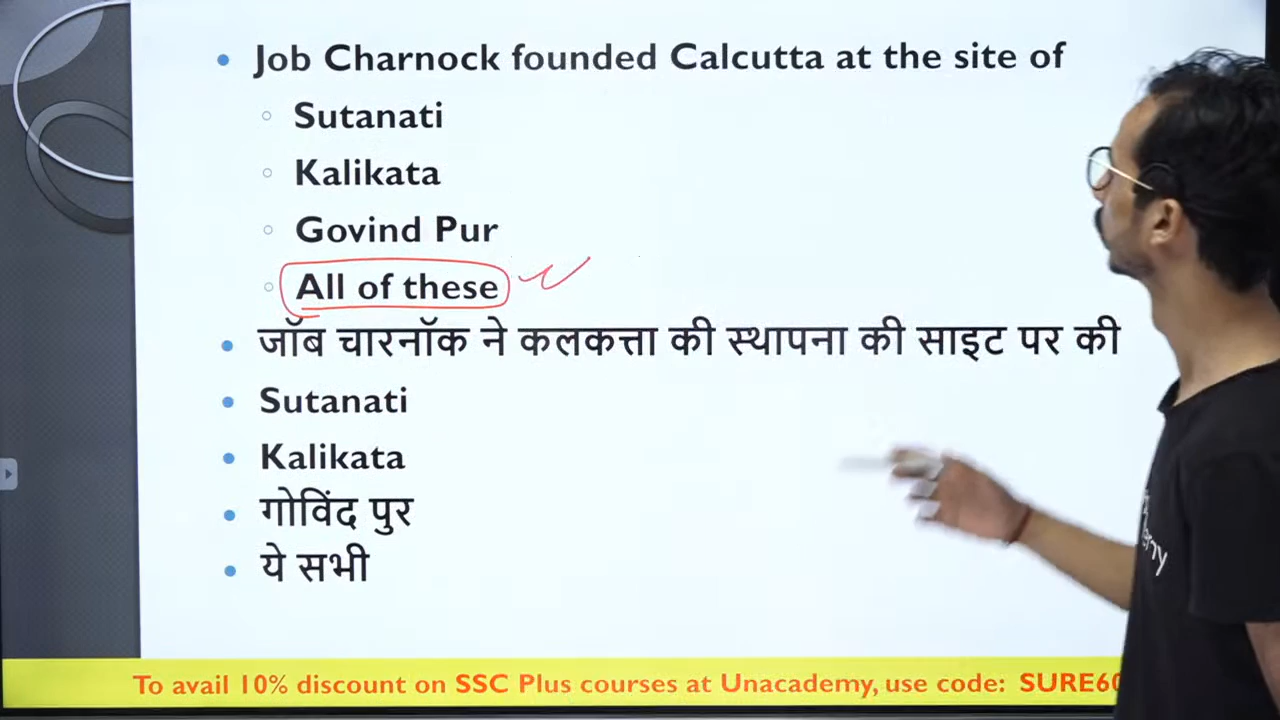 Job Charnock founded Calcutta at the site of
Sutanati
Kalikata
Govind Pur
All of these
जॉब चारनॉक ने कलकत्ता की स्थापना की साइट पर की
Sutanati
Kalikata
गोविंद पुर
ये सभी
To avail 10% discount on SSC Plus courses at Unacademy, use code: SURE60